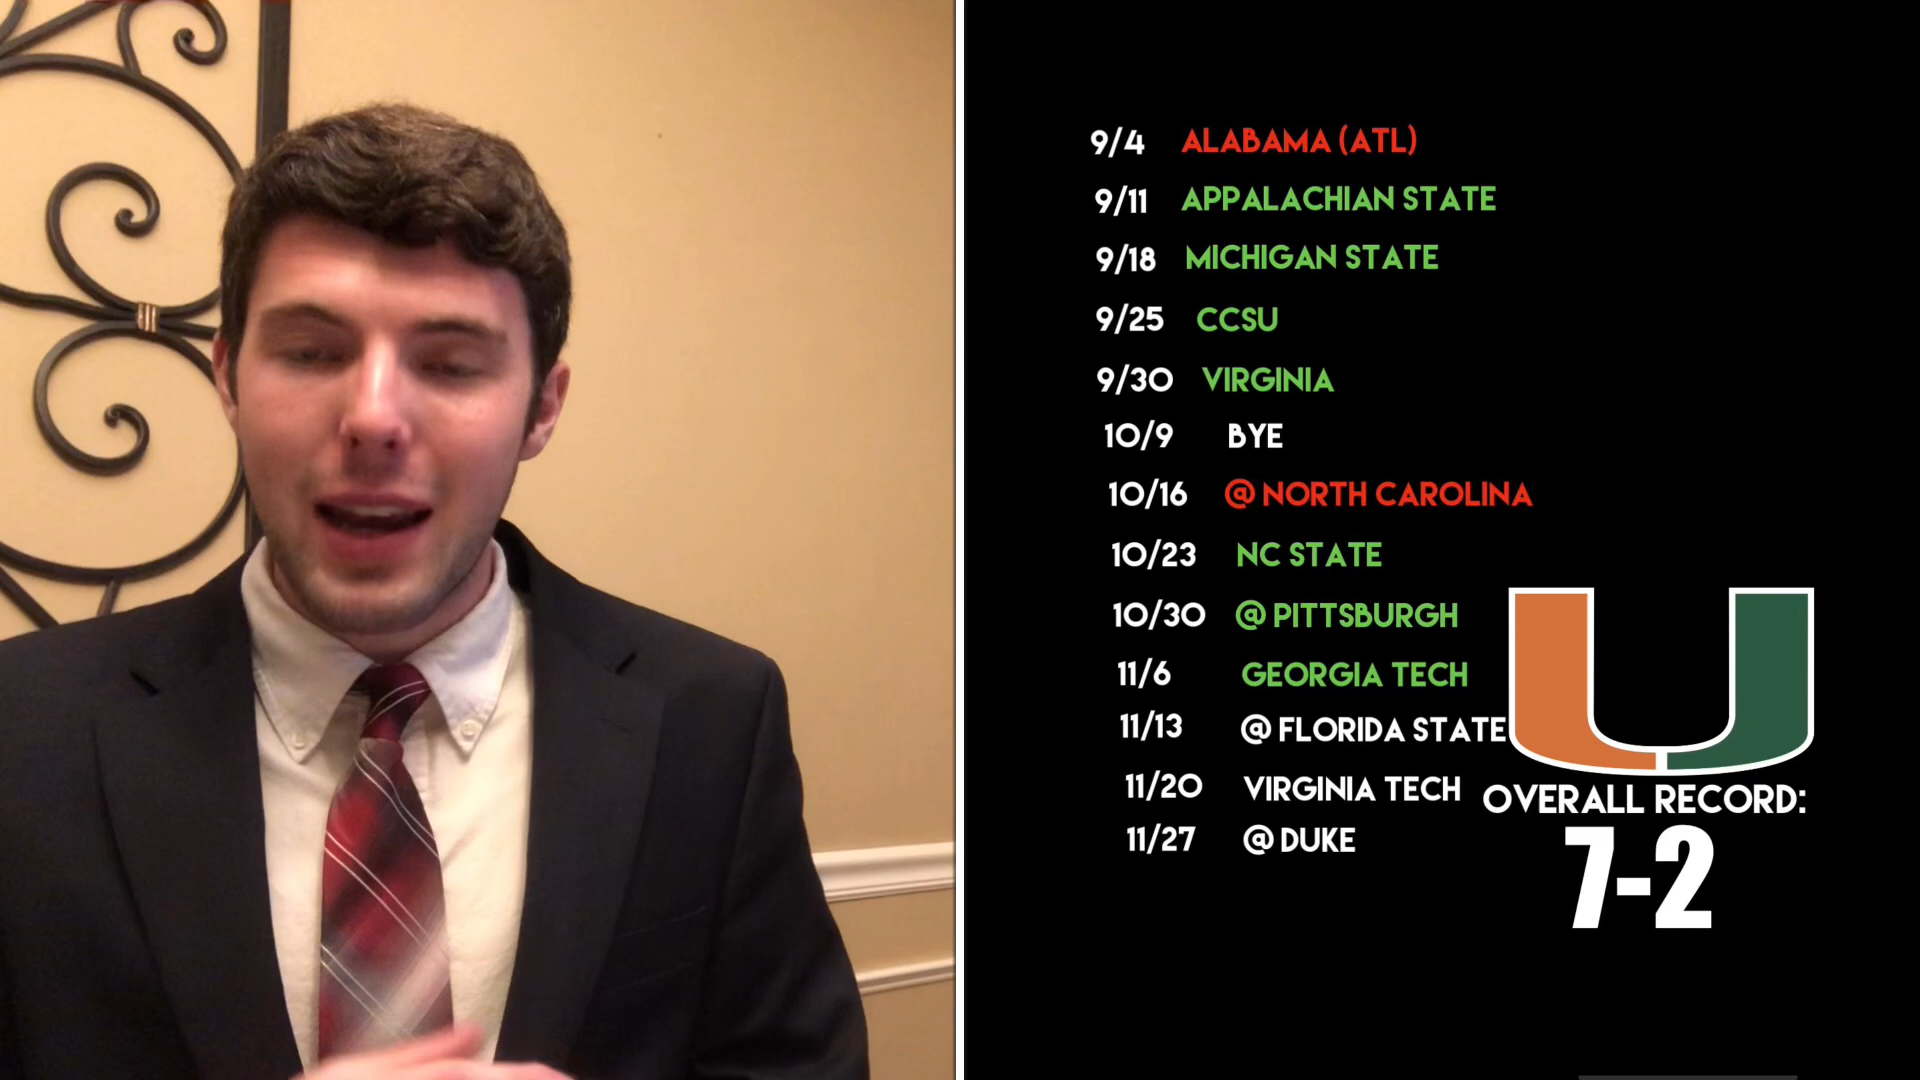 9/4 ALABAMA (ATL)
9/11 APPALACHIAN STATE
9/18 MICHIGAN STATE
9/25 CCSU
9/30 VIRGINIA
10/9 BYE
10/16 @ NORTH CAROLINA
10/23 NC STATE
10/30 @ PITTSBURGH
11/6 GEORGIA TECH
11/13 @ FLORIDA STATE
11/20 VIRGINIA TECH
11/27 @ DUKE
U
OVERALL RECORD:
7-2